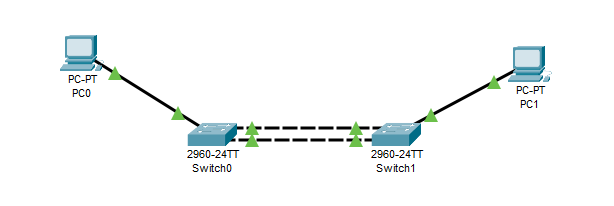 PC-PT
PC0
PC-PT
PC1
2960-24TT
Switch0
2960-24TT
Switch1